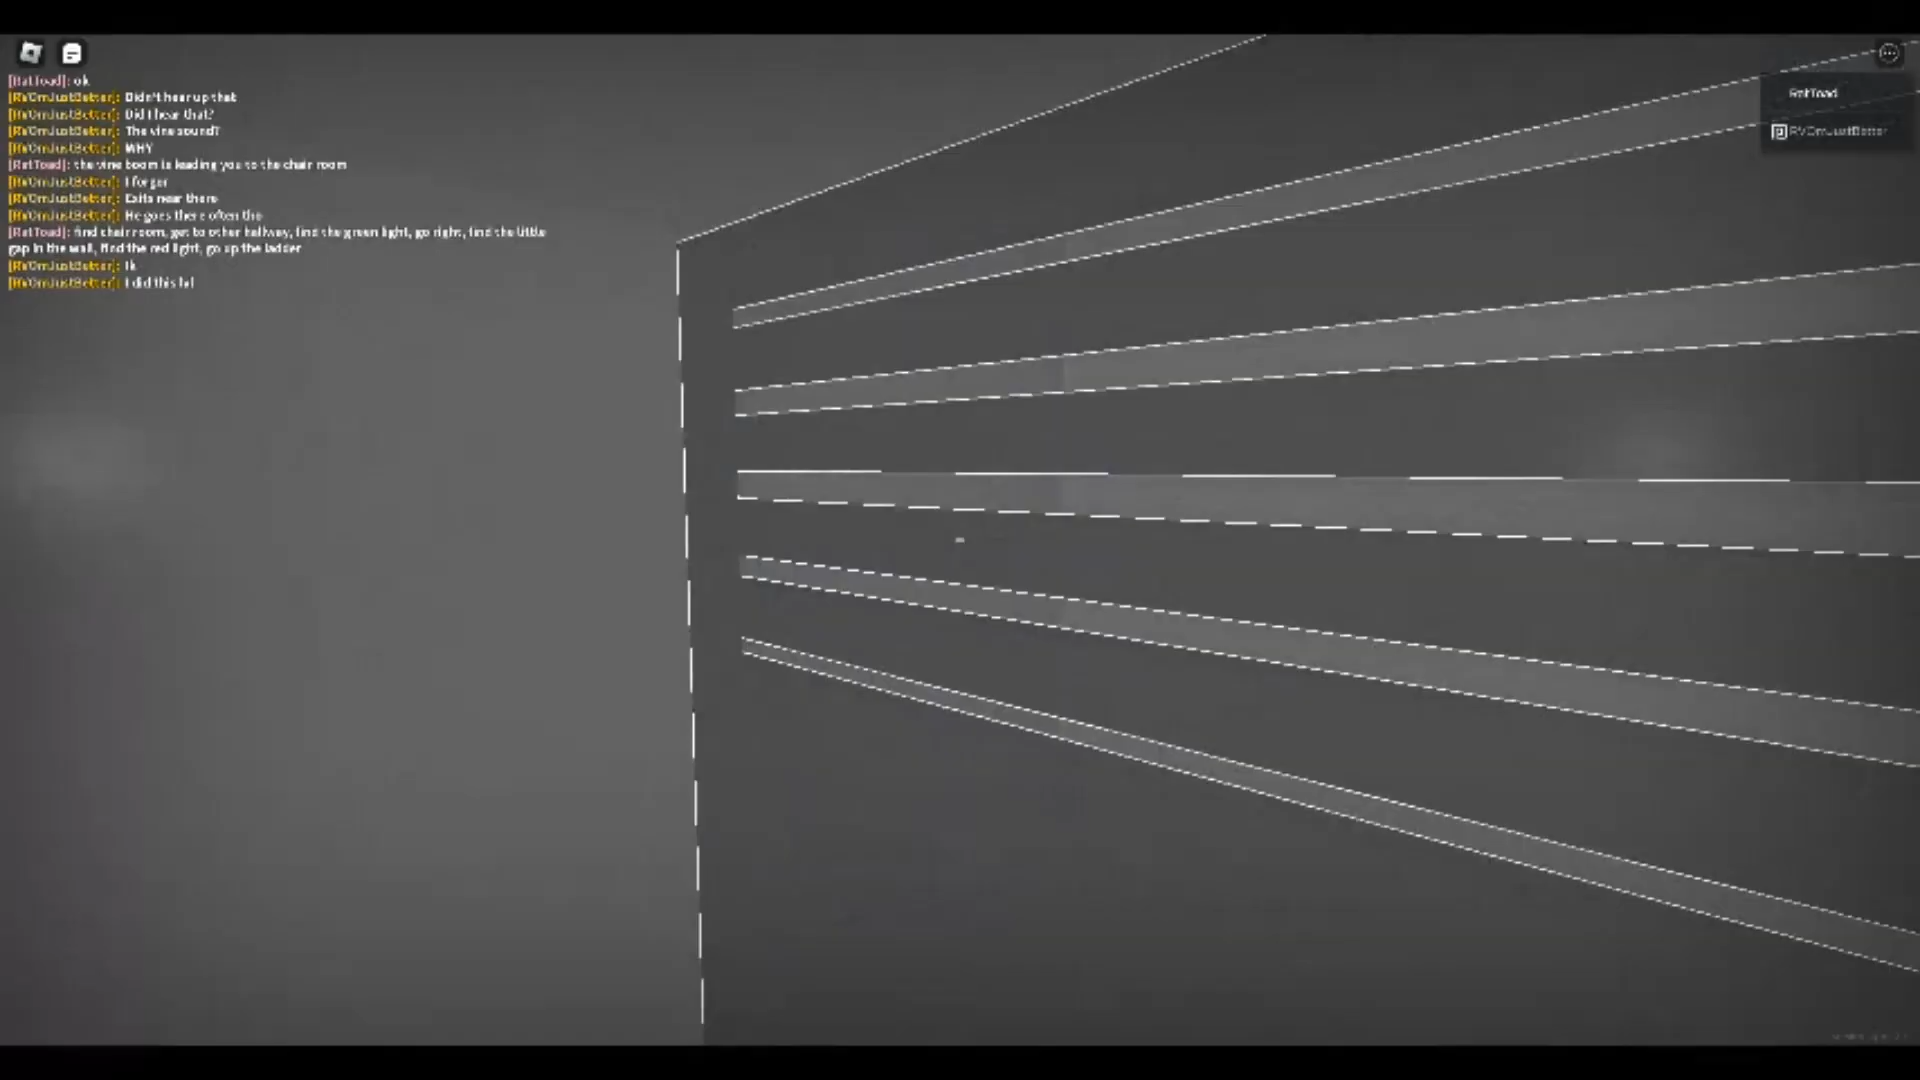 [RatToad]: ok
[RVOmJustBetter]: Didn't hear up that
[RVOmJustBetter]: Did I hear that?
[RVOmJustBetter]: The vine sound?
[RVOmJustBetter]: WHY
[RatToad]: the vine boom is leading you to the chair room
[RVOmJustBetter]: I forgor
[RVOmJustBetter]: Exits near there
[RVOmJustBetter]: He goes there often tho
[RatToad]: find chair room, get to other hallway, find the green light, go right, find the little
gap in the wall, find the red light, go up the ladder
[RVOmJustBetter]: Ik
[RVOmJustBetter]: I did this lol
RatToad
RVOmJustBetter